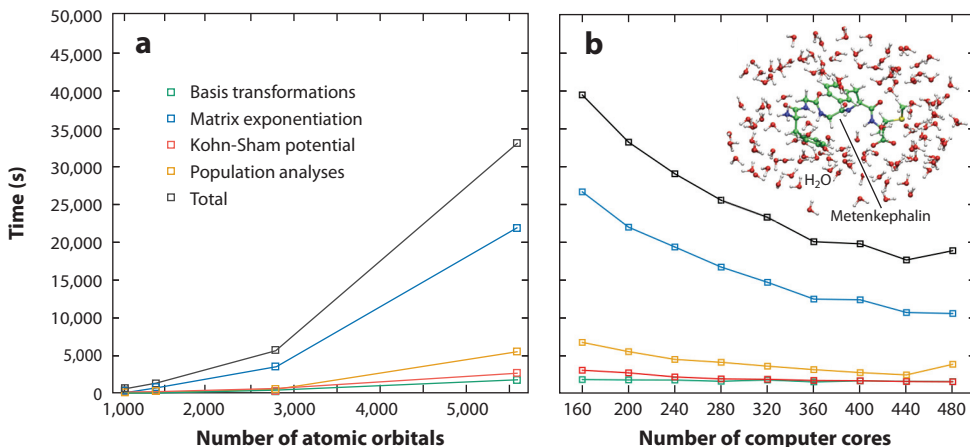 a
b
50,000
45,000
40,000
35,000
30,000
25,000
20,000
15,000
10,000
5,000
0
Time (s)
Basis transformations
Matrix exponentiation
Kohn-Sham potential
Population analyses
Total
H2O
Metenkephalin
1,000 2,000 3,000 4,000 5,000
160 200 240 280 320 360 400 440 480
Number of atomic orbitals
Number of computer cores